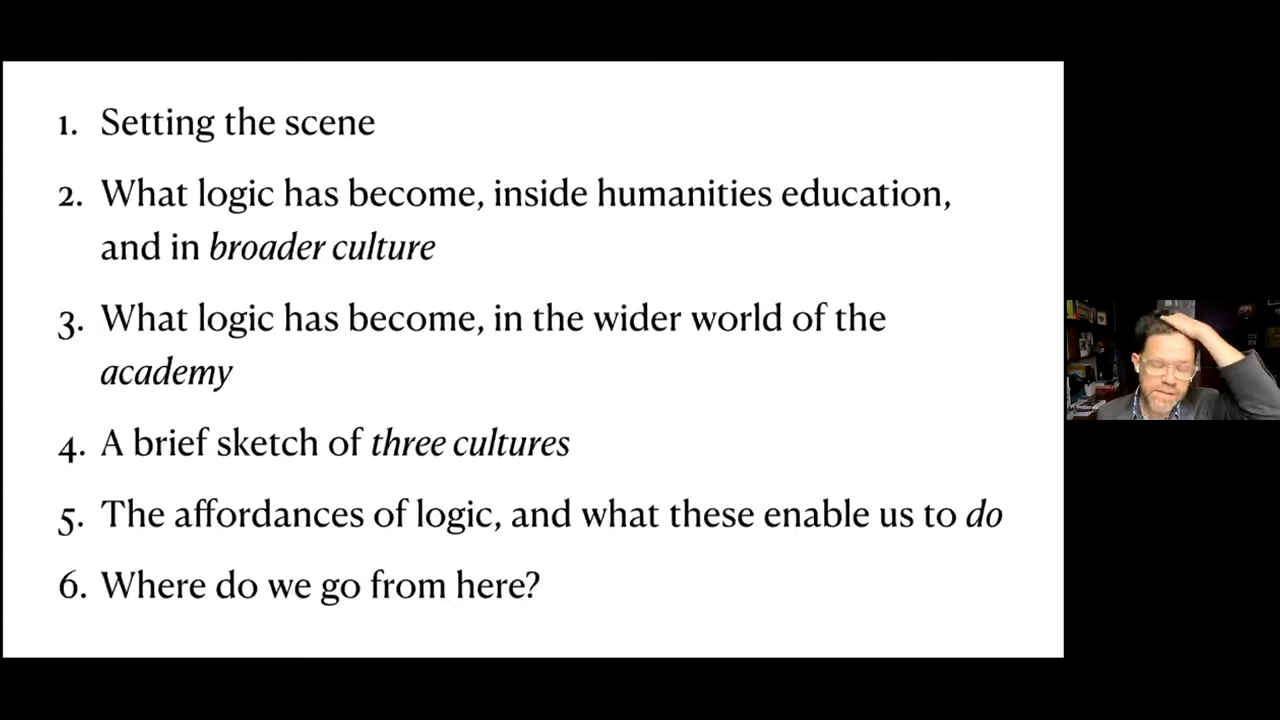 1. Setting the scene
2. What logic has become, inside humanities education,
and in broader culture
3. What logic has become, in the wider world of the
academy
4. A brief sketch of three cultures
5. The affordances of logic, and what these enable us to do
6. Where do we go from here?